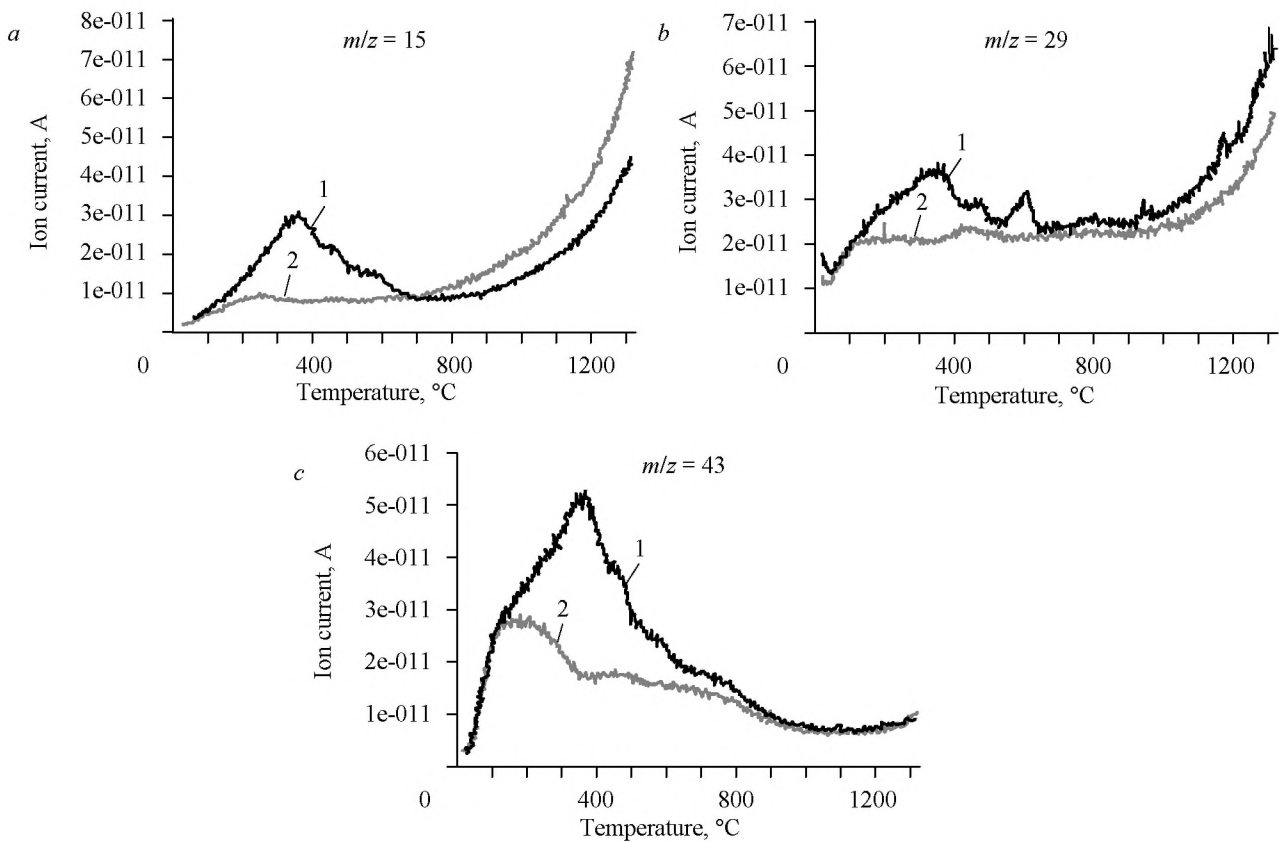 a
m/z = 15
8e-011
7e-011
6e-011
5e-011
4e-011
3e-011
2e-011
1e-011
Ion current, A
1
2
0
400
800
1200
Temperature, °C
b
m/z = 29
7e-011
6e-011
5e-011
4e-011
3e-011
2e-011
1e-011
Ion current, A
1
2
0
400
800
1200
Temperature, °C
c
m/z = 43
6e-011
5e-011
4e-011
3e-011
2e-011
1e-011
Ion current, A
1
2
0
400
800
1200
Temperature, °C